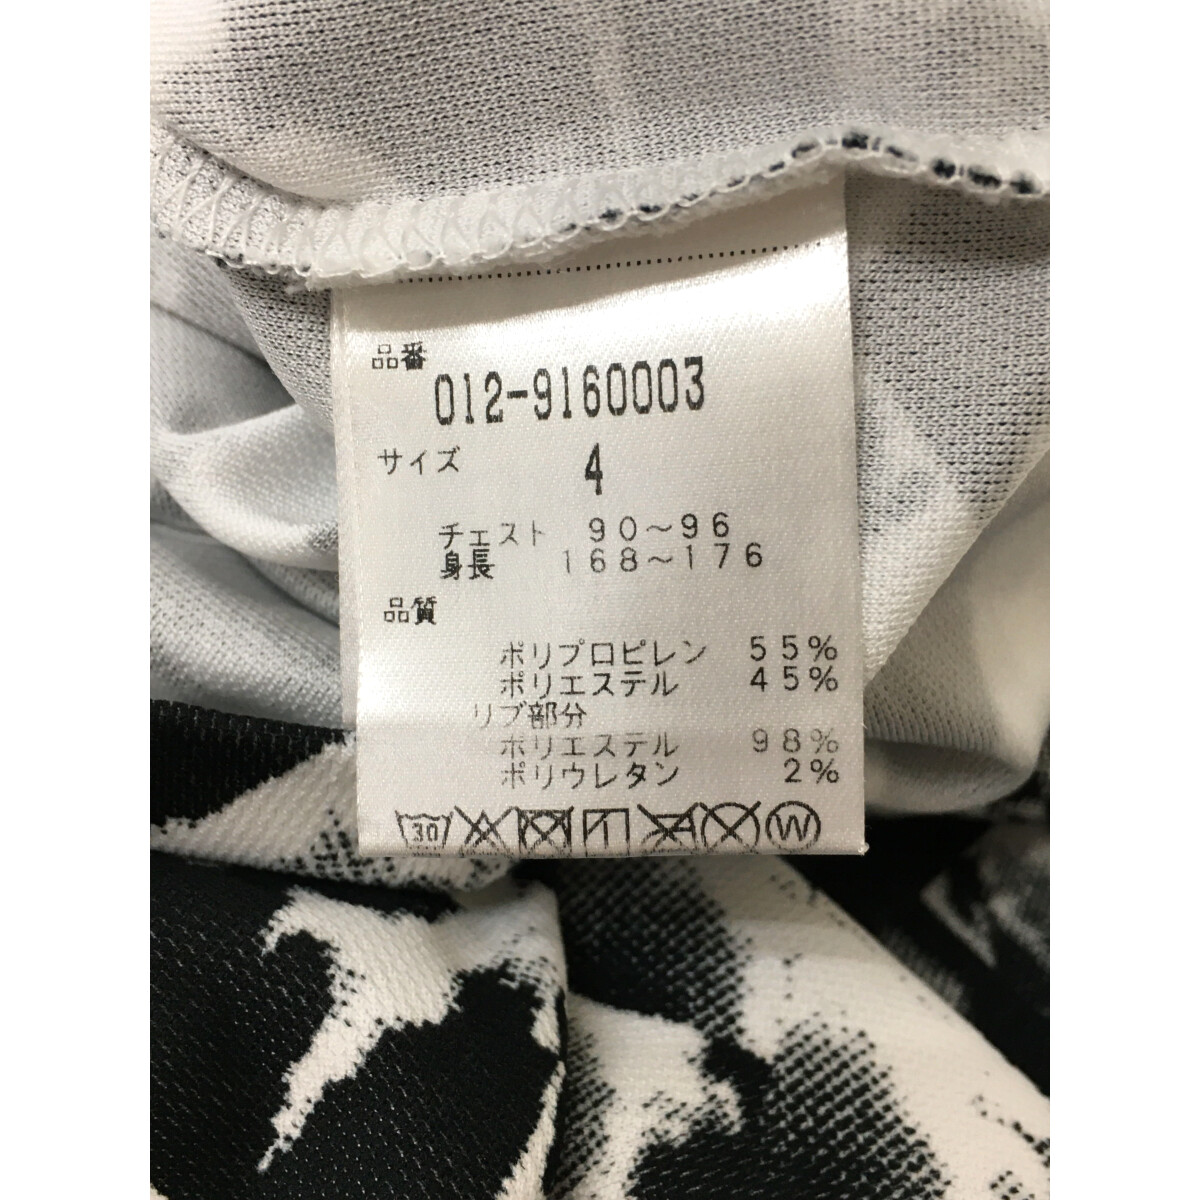 品番
012-9160003
サイズ 4
チェスト 90～96
身長 168～176
品質
ポリプロピレン 55%
ポリエステル 45%
リブ部分
ポリエステル 98%
ポリウレタン 2%
30 W